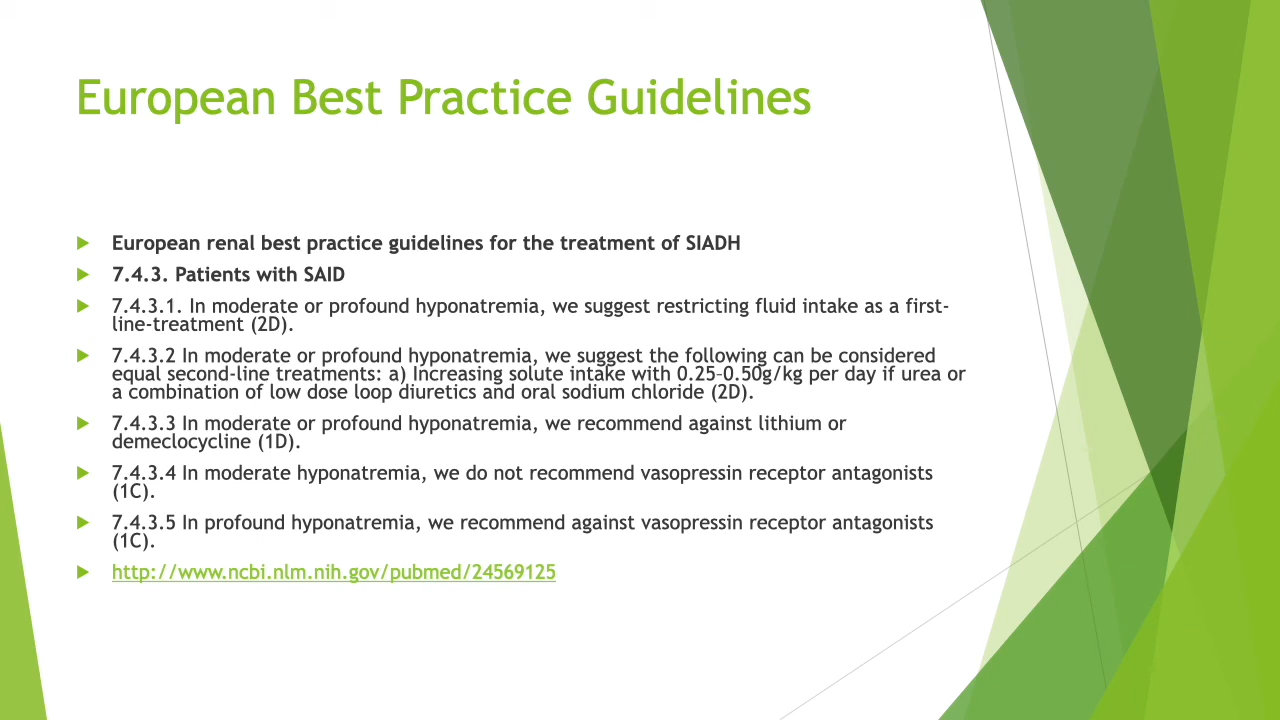 European Best Practice Guidelines
European renal best practice guidelines for the treatment of SIADH
7.4.3. Patients with SAID
7.4.3.1. In moderate or profound hyponatremia, we suggest restricting fluid intake as a first-
line-treatment (2D).
7.4.3.2 In moderate or profound hyponatremia, we suggest the following can be considered
equal second-line treatments: a) Increasing solute intake with 0.25–0.50g/kg per day if urea or
a combination of low dose loop diuretics and oral sodium chloride (2D).
7.4.3.3 In moderate or profound hyponatremia, we recommend against lithium or
demeclocycline (1D).
7.4.3.4 In moderate hyponatremia, we do not recommend vasopressin receptor antagonists
(1C).
7.4.3.5 In profound hyponatremia, we recommend against vasopressin receptor antagonists
(1C).
http://www.ncbi.nlm.nih.gov/pubmed/24569125